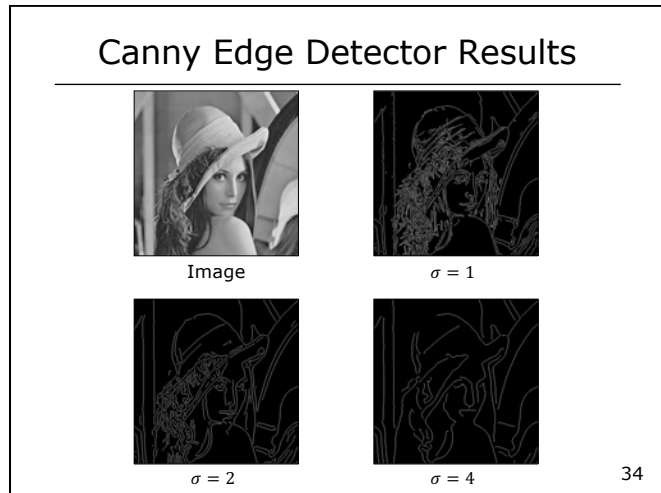 Canny Edge Detector Results
Image
σ = 1
σ = 2
σ = 4
34